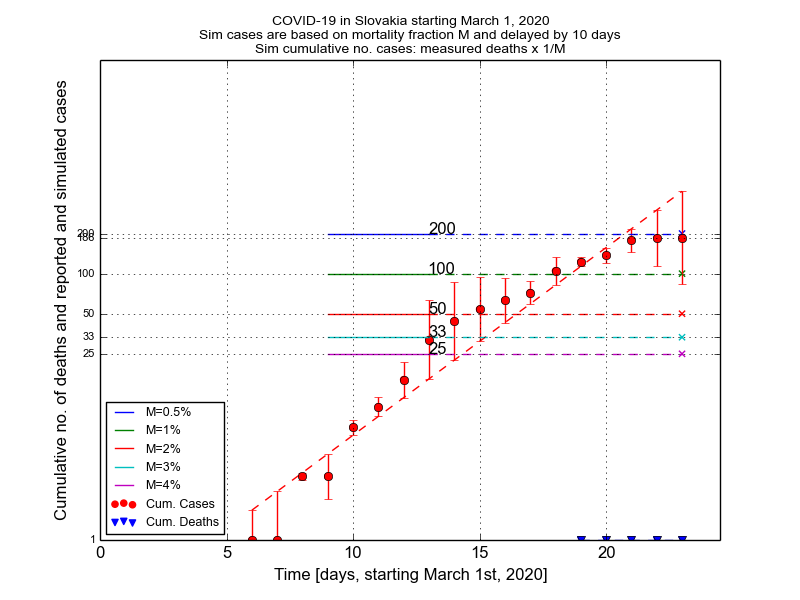 COVID-19 in Slovakia starting March 1, 2020
Sim cases are based on mortality fraction M and delayed by 10 days
Sim cumulative no. cases: measured deaths x 1/M
Cumulative no. of deaths and reported and simulated cases
200
186
100
50
33
25
1
200
100
50
33
25
M=0.5%
M=1%
M=2%
M=3%
M=4%
Cum. Cases
Cum. Deaths
0 5 10 15 20
Time [days, starting March 1st, 2020]